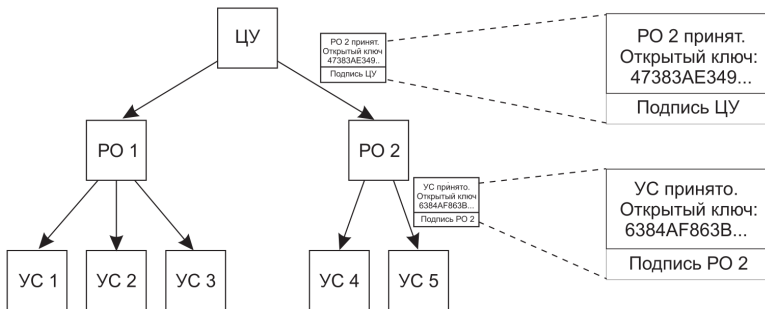 ЦУ
РО 2 принят.
Открытый ключ
47383AE349..
Подпись ЦУ
РО 2 принят.
Открытый ключ:
47383AE349...
Подпись ЦУ
РО 1
РО 2
УС принято.
Открытый ключ
6384AF863B...
Подпись РО 2
УС принято.
Открытый ключ:
6384AF863B...
Подпись РО 2
УС 1
УС 2
УС 3
УС 4
УС 5